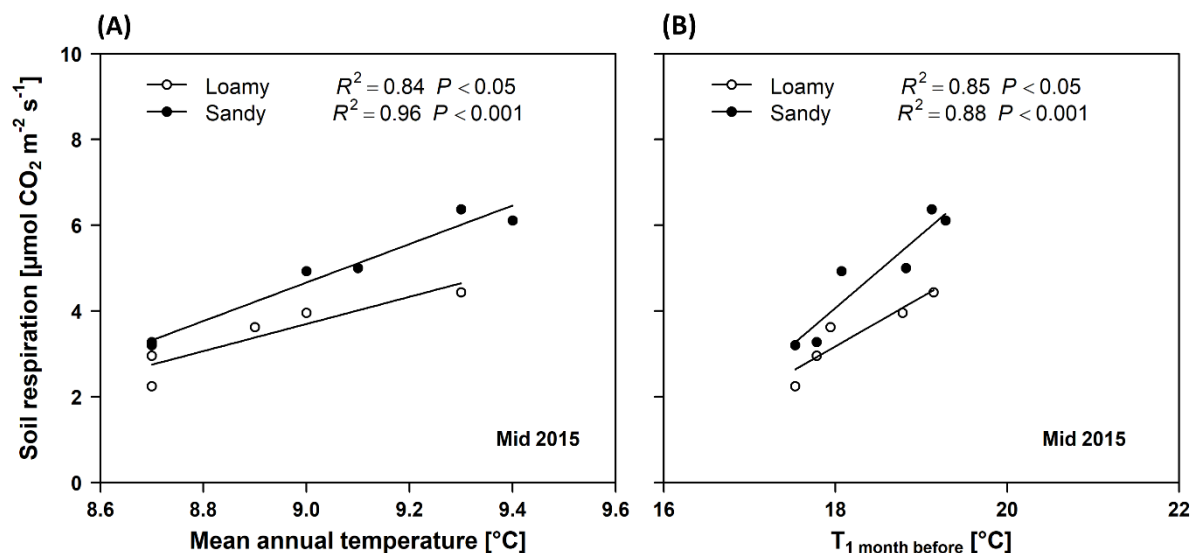 (A)
(B)
Loamy R² = 0.84 P < 0.05
Sandy R² = 0.96 P < 0.001
Loamy R² = 0.85 P < 0.05
Sandy R² = 0.88 P < 0.001
Soil respiration [µmol CO₂ m⁻² s⁻¹]
10
8
6
4
2
0
Mid 2015
Mid 2015
8.6 8.8 9.0 9.2 9.4 9.6
16 18 20 22
Mean annual temperature [°C]
T₁ month before [°C]